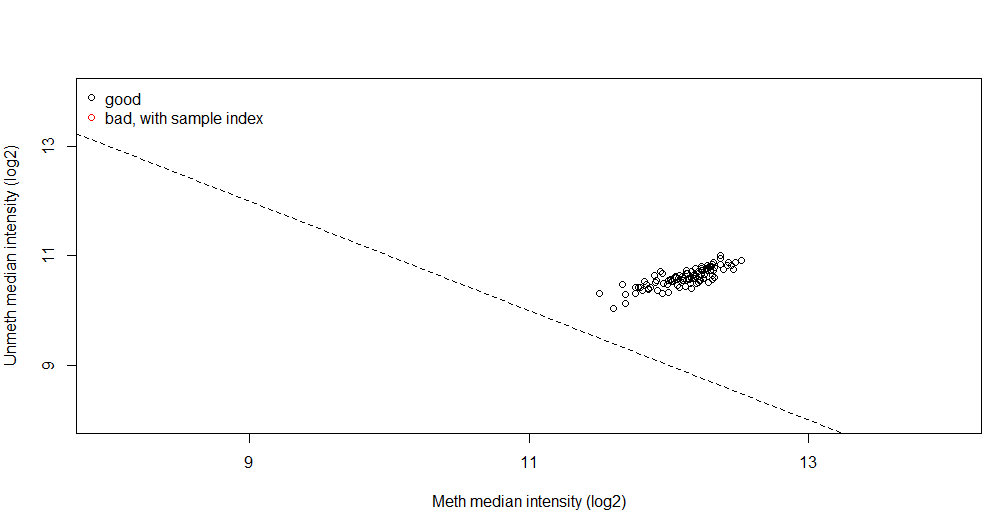 good
bad, with sample index
13
11
9
Unmeth median intensity (log2)
9
11
13
Meth median intensity (log2)